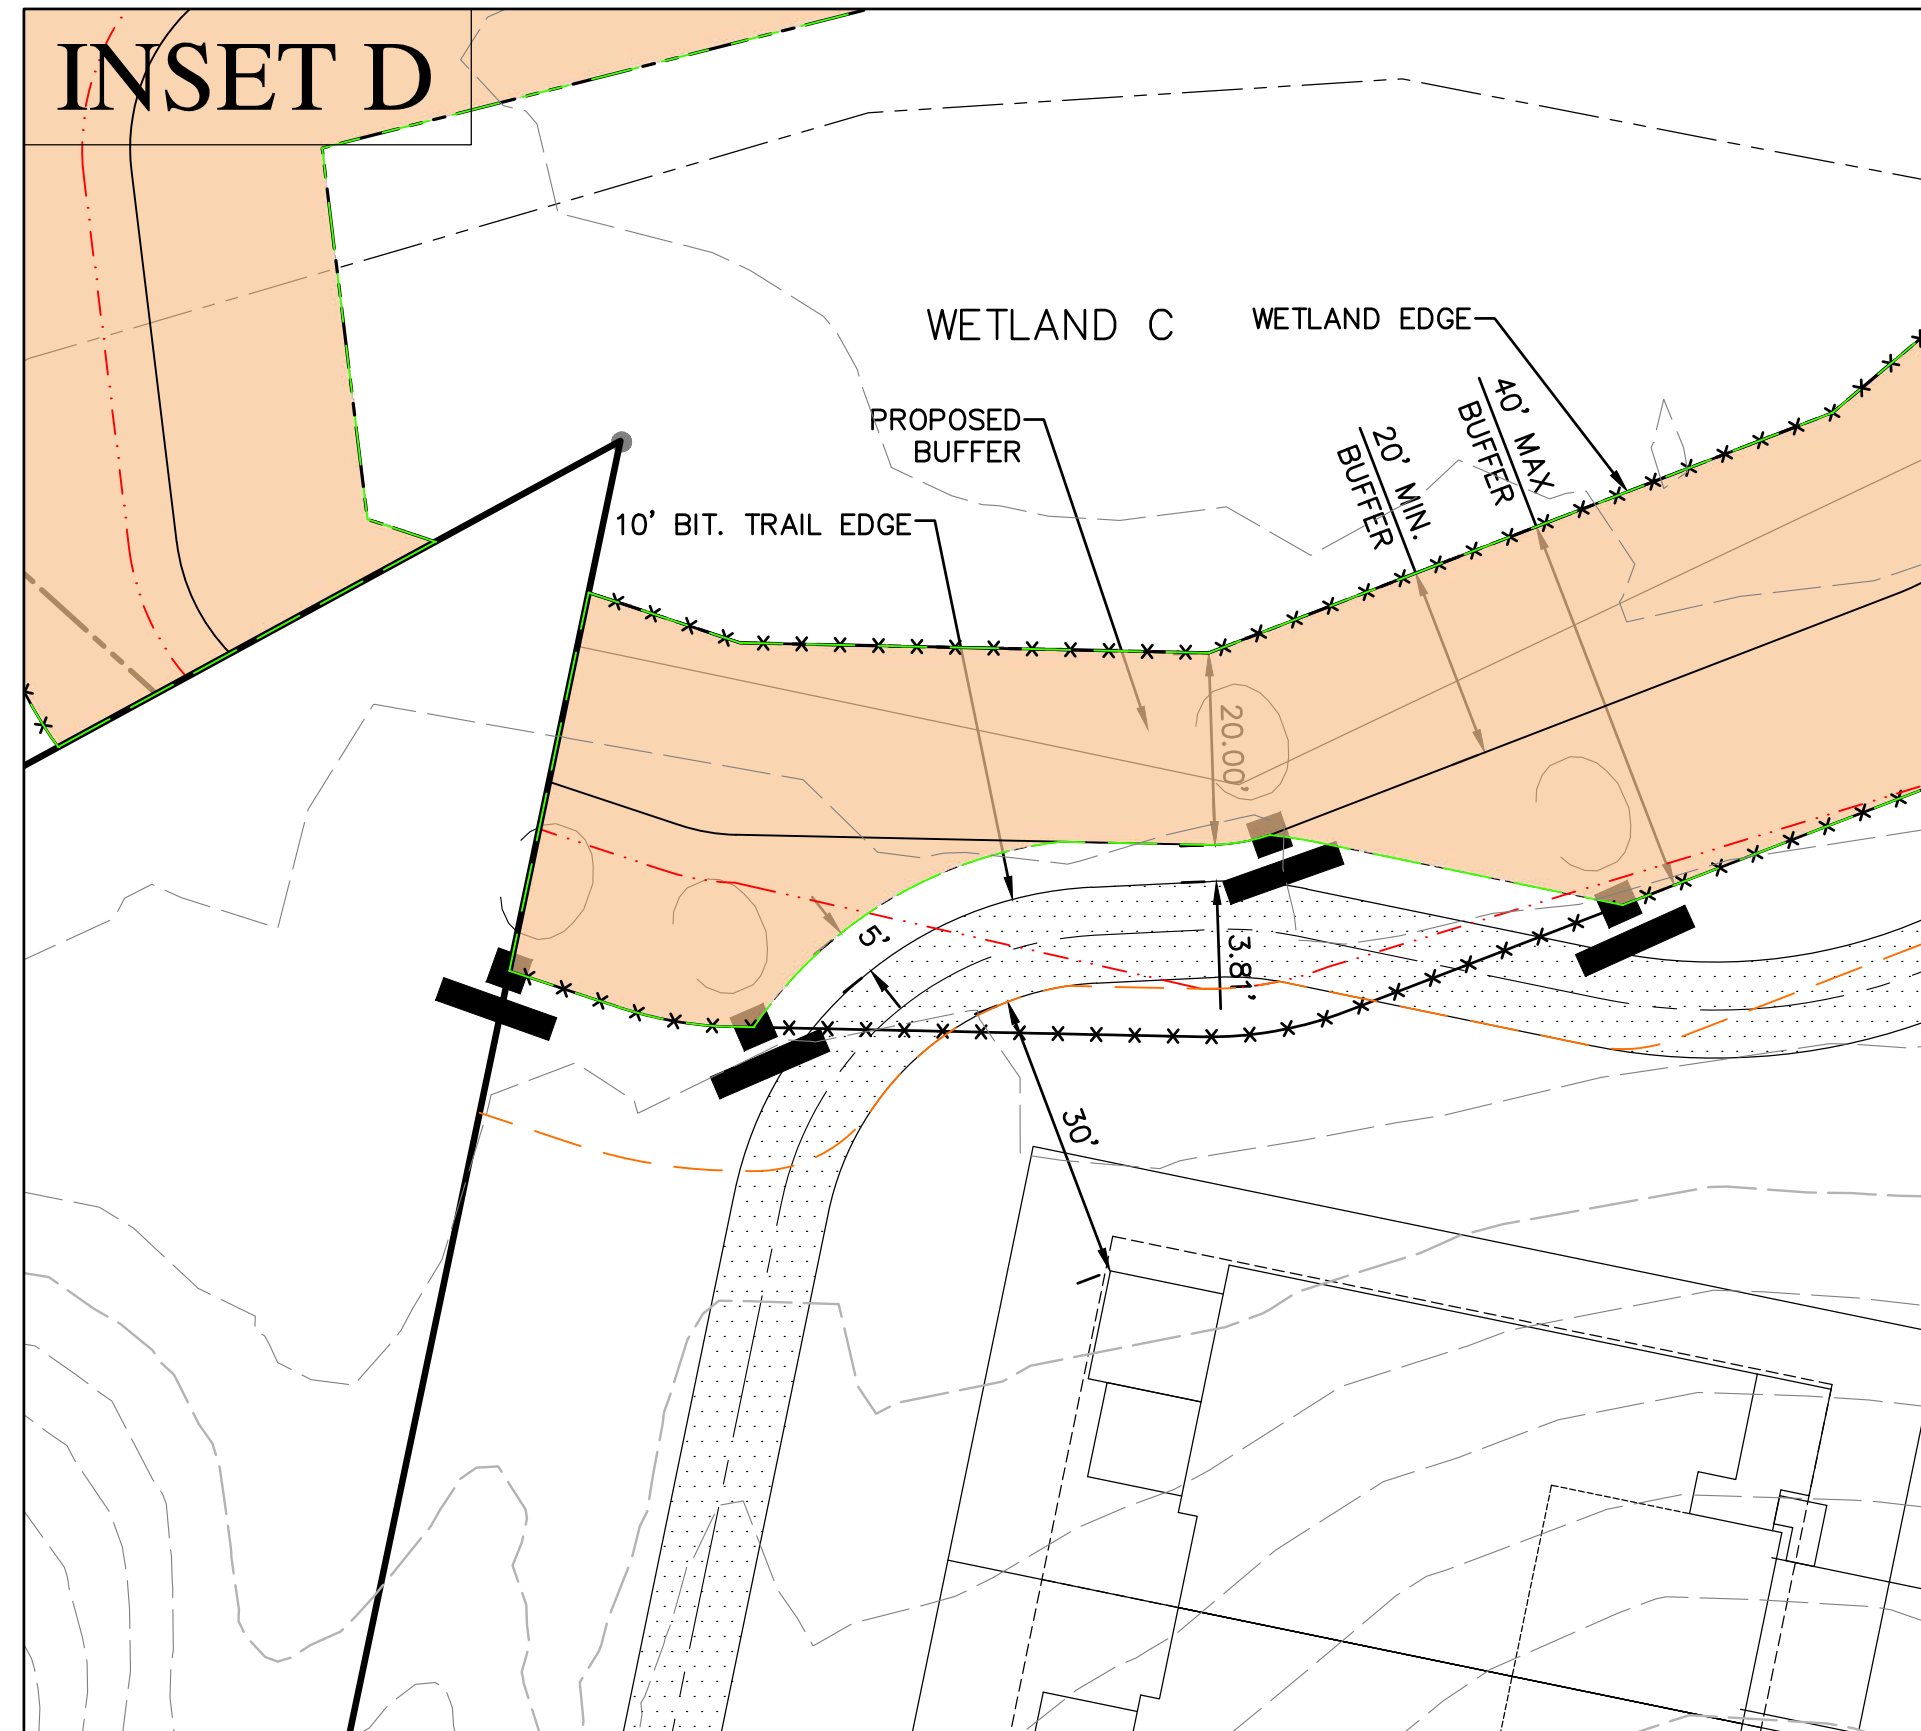 INSET D
WETLAND C
WETLAND EDGE
PROPOSED
BUFFER
40' MAX
BUFFER
20' MIN.
BUFFER
10' BIT. TRAIL EDGE
20.00'
5'
3.81'
30'